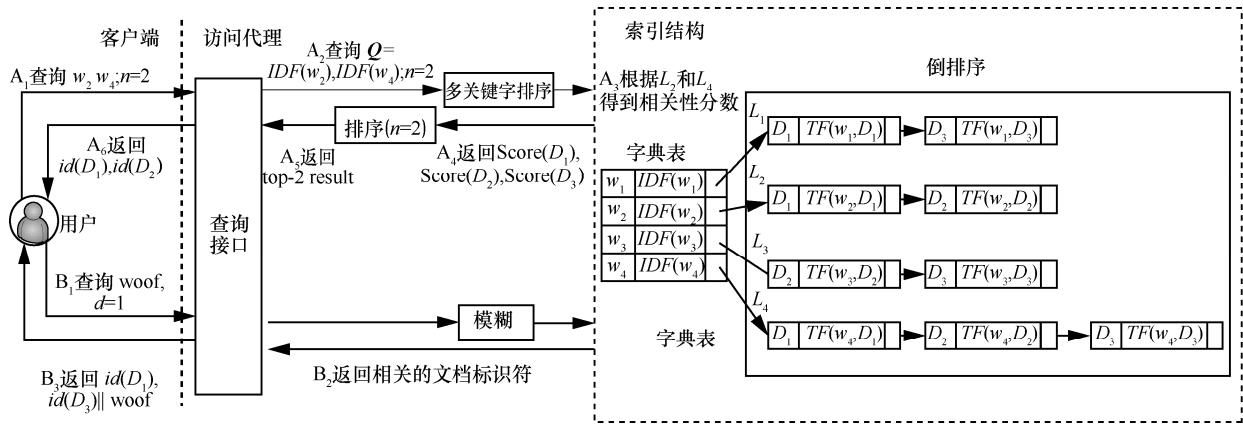 客户端
访问代理
A1查询 w2 w4;n=2
A2查询 Q=
IDF(w2),IDF(w4);n=2
多关键字排序
排序(n=2)
A6返回
id(D1),id(D2)
A5返回
top-2 result
A4返回Score(D1),
Score(D2),Score(D3)
用户
查询
接口
B1查询 woof,
d=1
模糊
B2返回相关的文档标识符
B3返回 id(D1),
id(D3)|| woof
索引结构
倒排序
A3根据L2和L4
得到相关性分数
字典表
w1 IDF(w1)
w2 IDF(w2)
w3 IDF(w3)
w4 IDF(w4)
字典表
L1
D1 TF(w1,D1) D3 TF(w1,D3)
L2
D1 TF(w2,D1) D2 TF(w2,D2)
L3
D2 TF(w3,D2) D3 TF(w3,D3)
L4
D1 TF(w4,D1) D2 TF(w4,D2) D3 TF(w4,D3)